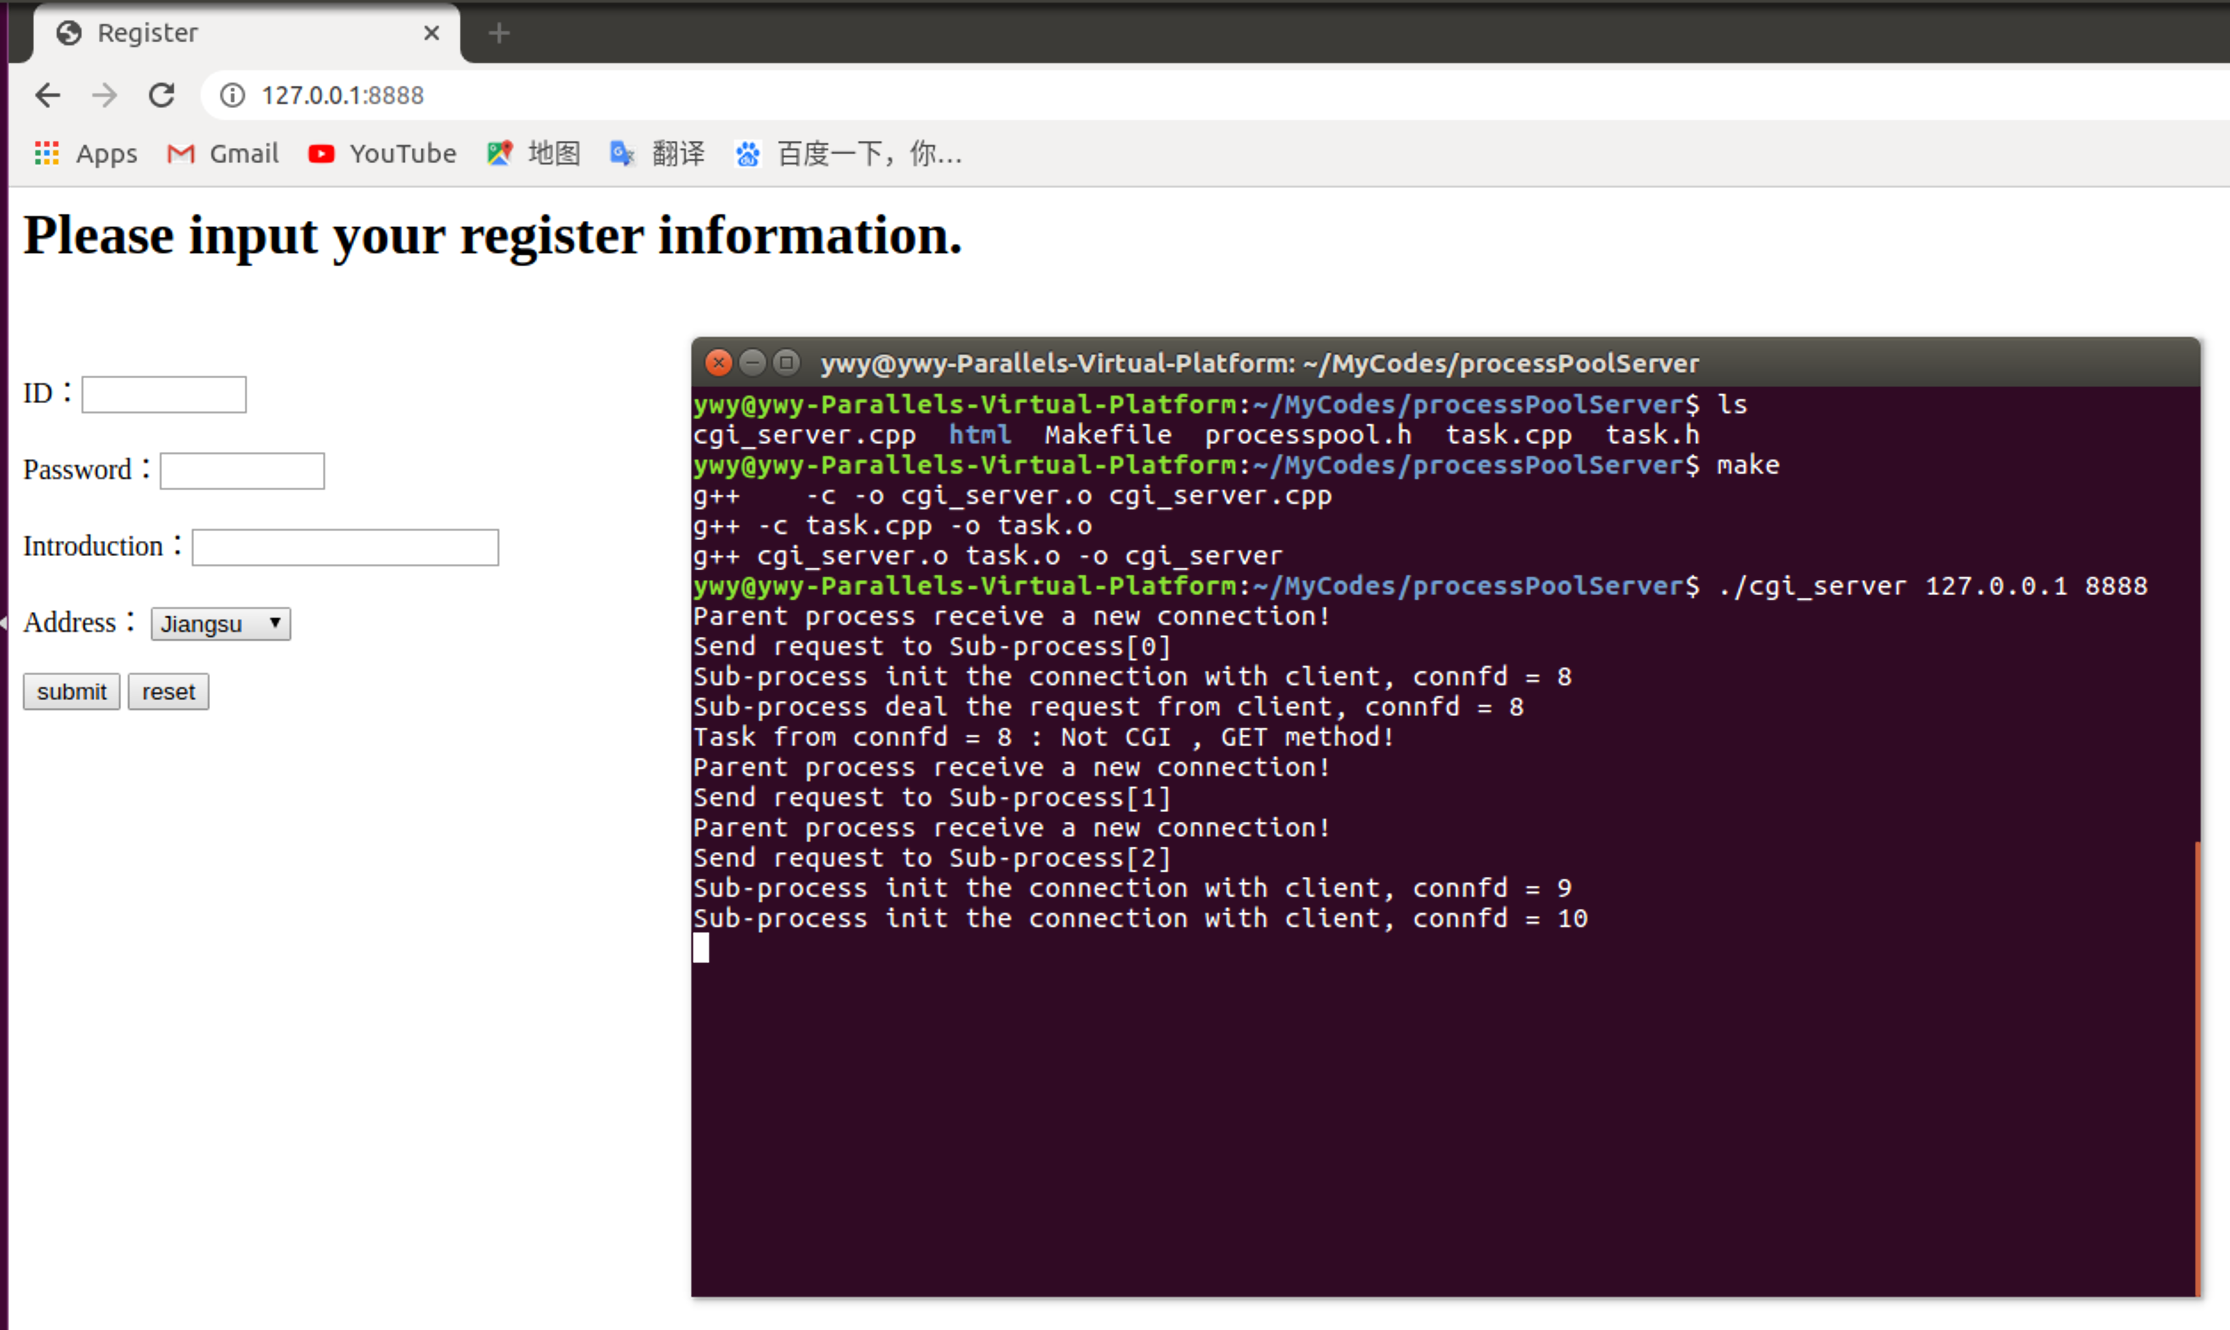 Register
127.0.0.1:8888
Apps Gmail YouTube 地图 翻译 百度一下，你...
Please input your register information.
ID：
Password：
Introduction：
Address： Jiangsu
submit reset
ywy@ywy-Parallels-Virtual-Platform: ~/MyCodes/processPoolServer
ywy@ywy-Parallels-Virtual-Platform:~/MyCodes/processPoolServer$ ls
cgi_server.cpp  html  Makefile  processpool.h  task.cpp  task.h
ywy@ywy-Parallels-Virtual-Platform:~/MyCodes/processPoolServer$ make
g++    -c -o cgi_server.o cgi_server.cpp
g++ -c task.cpp -o task.o
g++ cgi_server.o task.o -o cgi_server
ywy@ywy-Parallels-Virtual-Platform:~/MyCodes/processPoolServer$ ./cgi_server 127.0.0.1 8888
Parent process receive a new connection!
Send request to Sub-process[0]
Sub-process init the connection with client, connfd = 8
Sub-process deal the request from client, connfd = 8
Task from connfd = 8 : Not CGI , GET method!
Parent process receive a new connection!
Send request to Sub-process[1]
Parent process receive a new connection!
Send request to Sub-process[2]
Sub-process init the connection with client, connfd = 9
Sub-process init the connection with client, connfd = 10